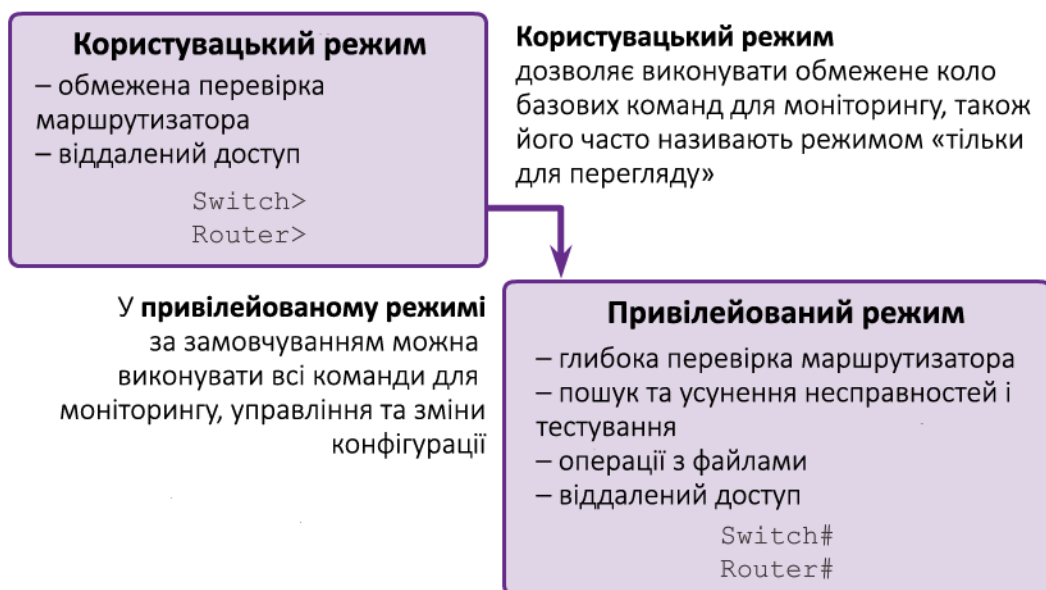 Користувацький режим
– обмежена перевірка
маршрутизатора
– віддалений доступ
Switch>
Router>
Користувацький режим
дозволяє виконувати обмежене коло
базових команд для моніторингу, також
його часто називають режимом «тільки
для перегляду»
У привілейованому режимі
за замовчуванням можна
виконувати всі команди для
моніторингу, управління та зміни
конфігурації
Привілейований режим
– глибока перевірка маршрутизатора
– пошук та усунення несправностей і
тестування
– операції з файлами
– віддалений доступ
Switch#
Router#